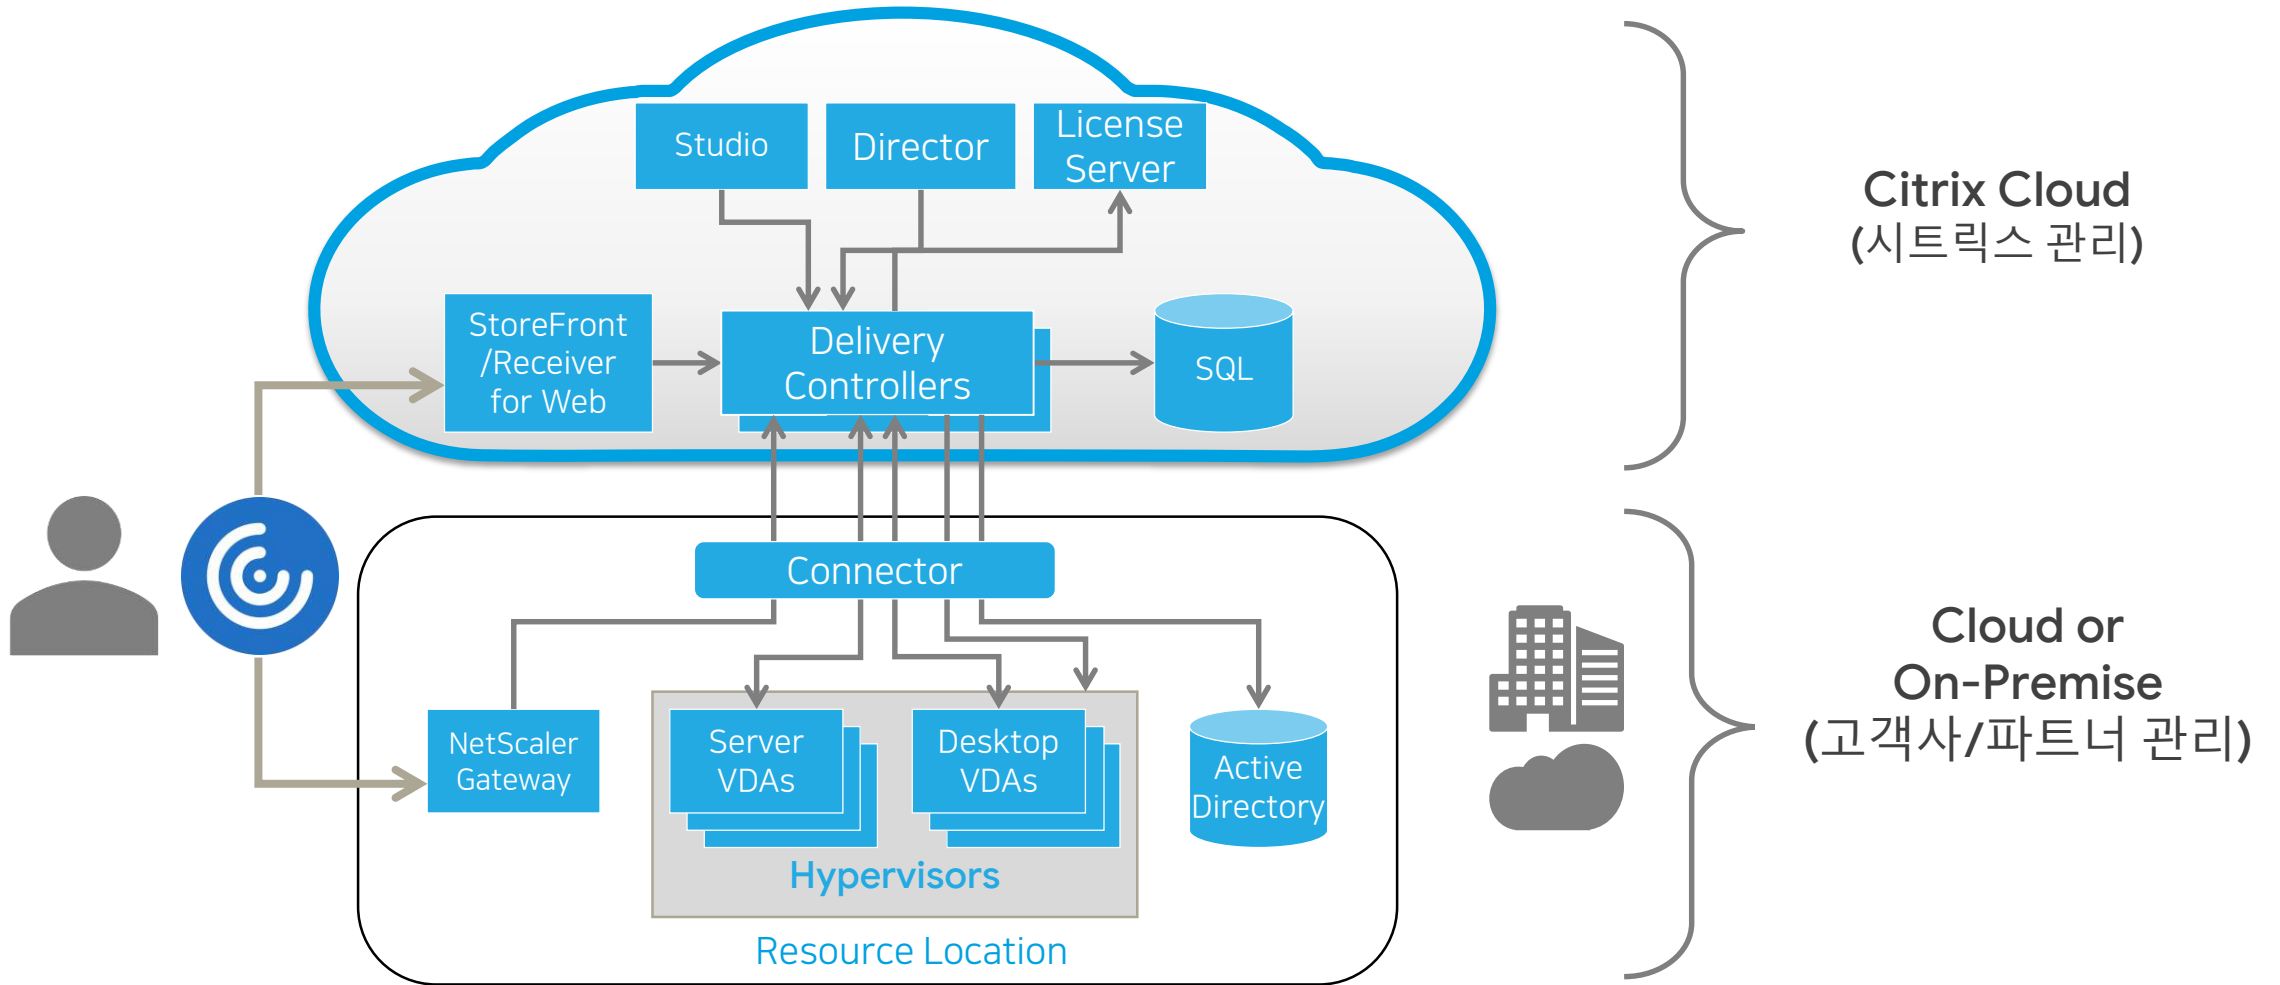 Studio
Director
License
Server
Citrix Cloud
(시트릭스 관리)
StoreFront
/Receiver
for Web
Delivery
Controllers
SQL
Connector
Cloud or
On-Premise
(고객사/파트너 관리)
NetScaler
Gateway
Server
VDAs
Desktop
VDAs
Active
Directory
Hypervisors
Resource Location